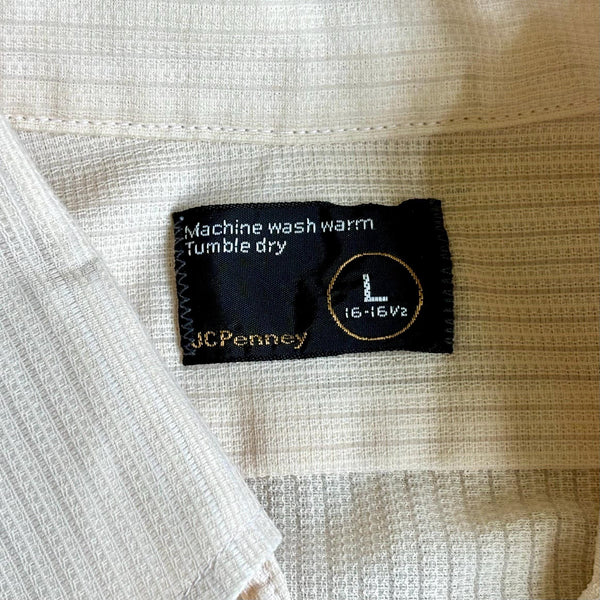 Machine wash warm
Tumble dry
L
16-16½
JCPenney